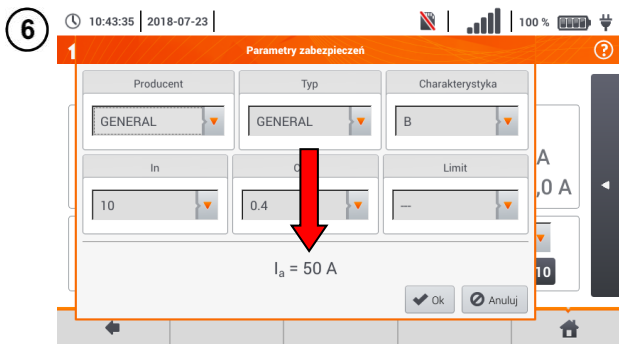 6
10:43:35 2018-07-23 100 %
1 Parametry zabezpieczeń ?
Producent Typ Charakterystyka
GENERAL GENERAL B
In Limit
10 0.4 ---
A
,0 A
Ia = 50 A
10
Ok Anuluj